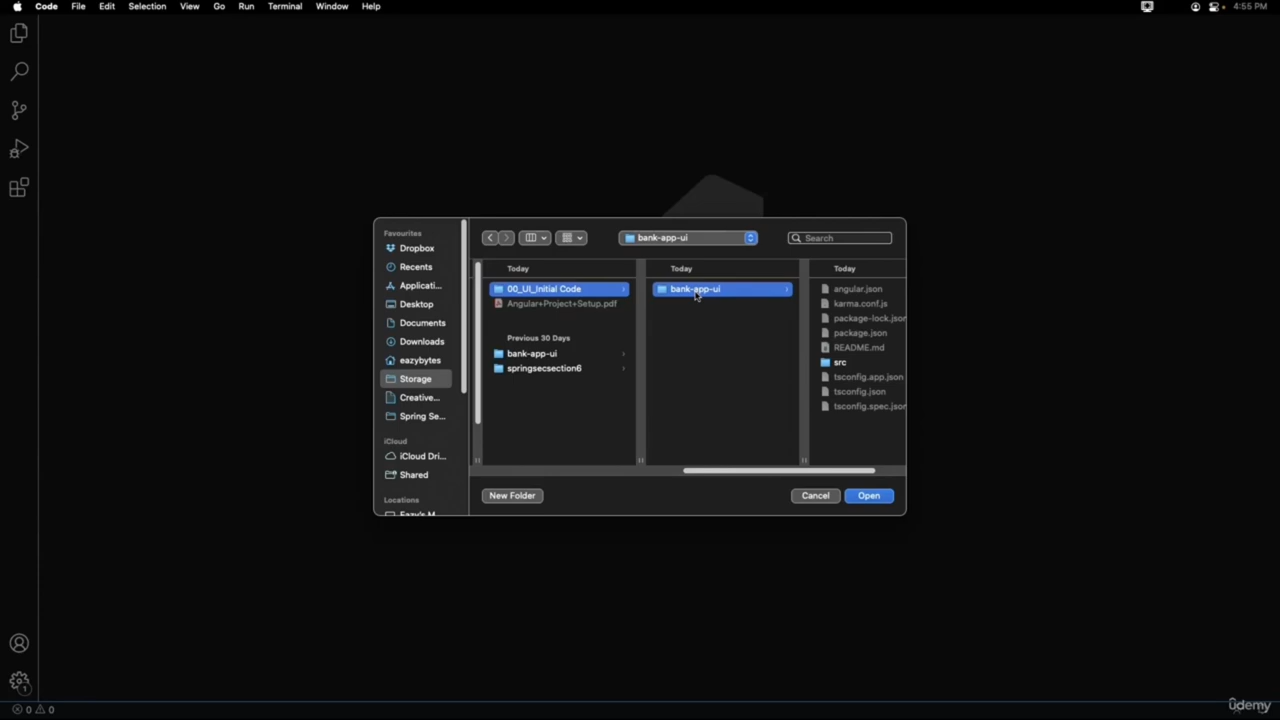 Code File Edit Selection View Go Run Terminal Window Help 4:55 PM
bank-app-ui Search
Favourites
Dropbox
Recents
Applicati...
Desktop
Documents
Downloads
eazybytes
Storage
Creative...
Spring Se...
iCloud
iCloud Dri...
Shared
Locations
Today
00_UI_Initial Code
Angular+Project+Setup.pdf
Previous 30 Days
bank-app-ui
springsecsection6
Today
bank-app-ui
Today
angular.json
karma.conf.js
package-lock.json
package.json
README.md
src
tsconfig.app.json
tsconfig.json
tsconfig.spec.json
New Folder Cancel Open
1
0 0
ûdemy